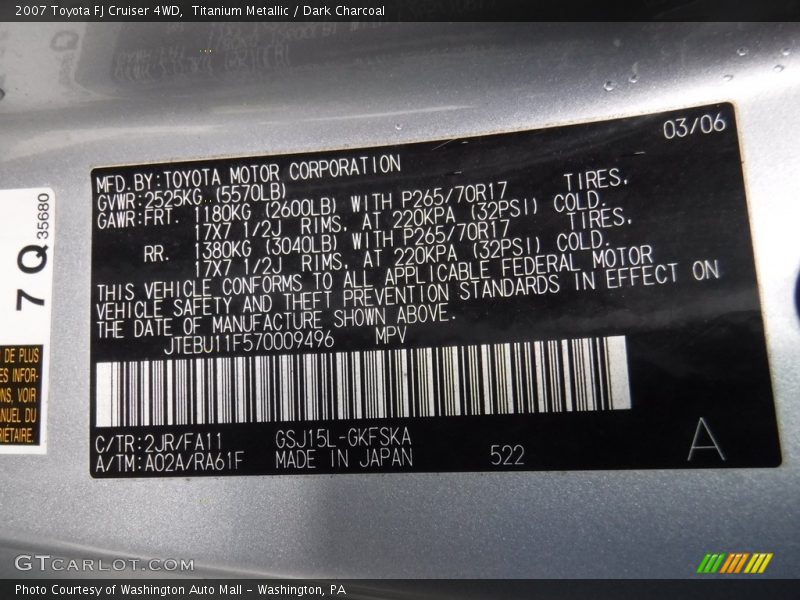 2007 Toyota FJ Cruiser 4WD, Titanium Metallic / Dark Charcoal
03/06
MFD.BY:TOYOTA MOTOR CORPORATION
GVWR:2525KG (5570LB)
GAWR:FRT. 1180KG (2600LB) WITH P265/70R17 TIRES,
17X7 1/2J RIMS, AT 220KPA (32PSI) COLD.
RR. 1380KG (3040LB) WITH P265/70R17 TIRES,
17X7 1/2J RIMS, AT 220KPA (32PSI) COLD.
THIS VEHICLE CONFORMS TO ALL APPLICABLE FEDERAL MOTOR
VEHICLE SAFETY AND THEFT PREVENTION STANDARDS IN EFFECT ON
THE DATE OF MANUFACTURE SHOWN ABOVE.
JTEBU11F570009496 MPV
C/TR:2JR/FA11 GSJ15L-GKFSKA
A/TM:A02A/RA61F MADE IN JAPAN 522
A
7 Q 35680
DE PLUS
ES INFOR-
NS, VOIR
ANUEL DU
RIÉTAIRE.
GTCARLOT.COM
Photo Courtesy of Washington Auto Mall - Washington, PA